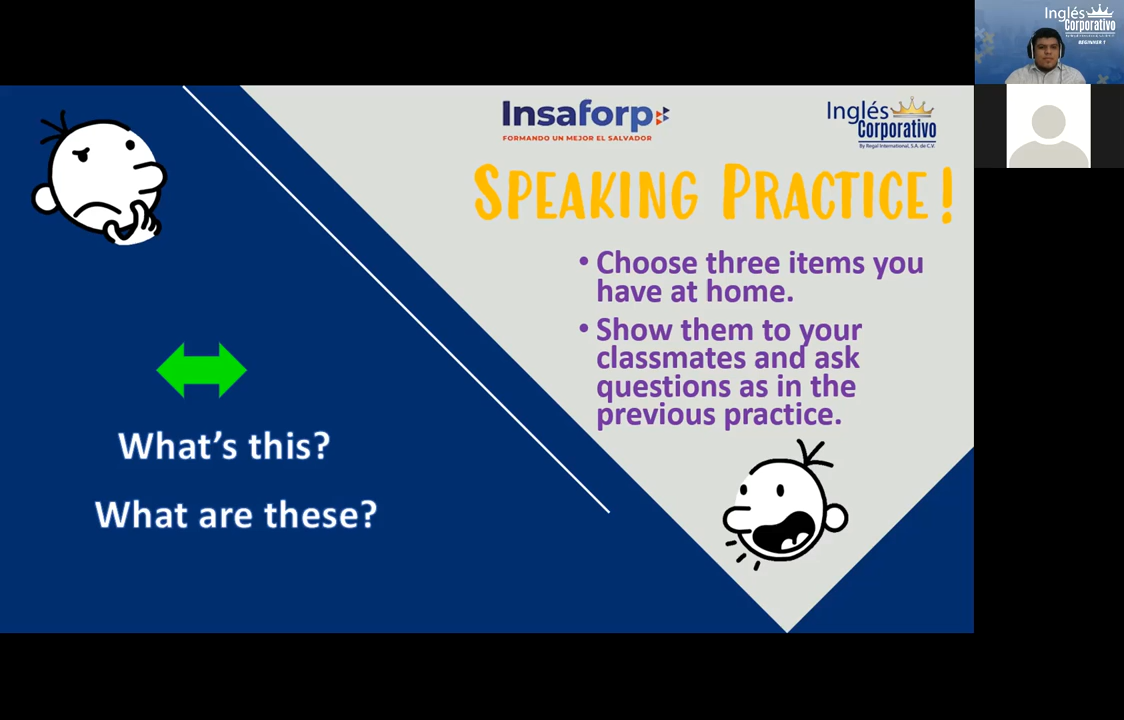 Inglés
Corporativo
BEGINNER 1
Insaforp
FORMANDO UN MEJOR EL SALVADOR
Inglés
Corporativo
By Regal International, S.A. de C.V.
SPEAKING PRACTICE!
• Choose three items you
have at home.
• Show them to your
classmates and ask
questions as in the
previous practice.
What's this?
What are these?